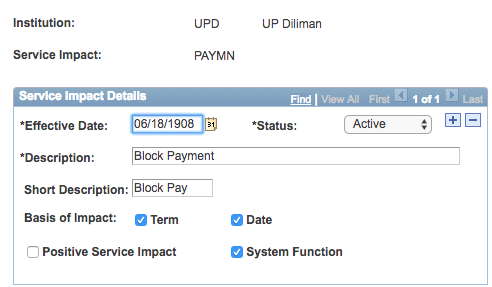 Institution: UPD UP Diliman
Service Impact: PAYMN
Service Impact Details Find | View All First 1 of 1 Last
*Effective Date: 06/18/1908 31 *Status: Active + −
*Description: Block Payment
Short Description: Block Pay
Basis of Impact: Term Date
Positive Service Impact System Function